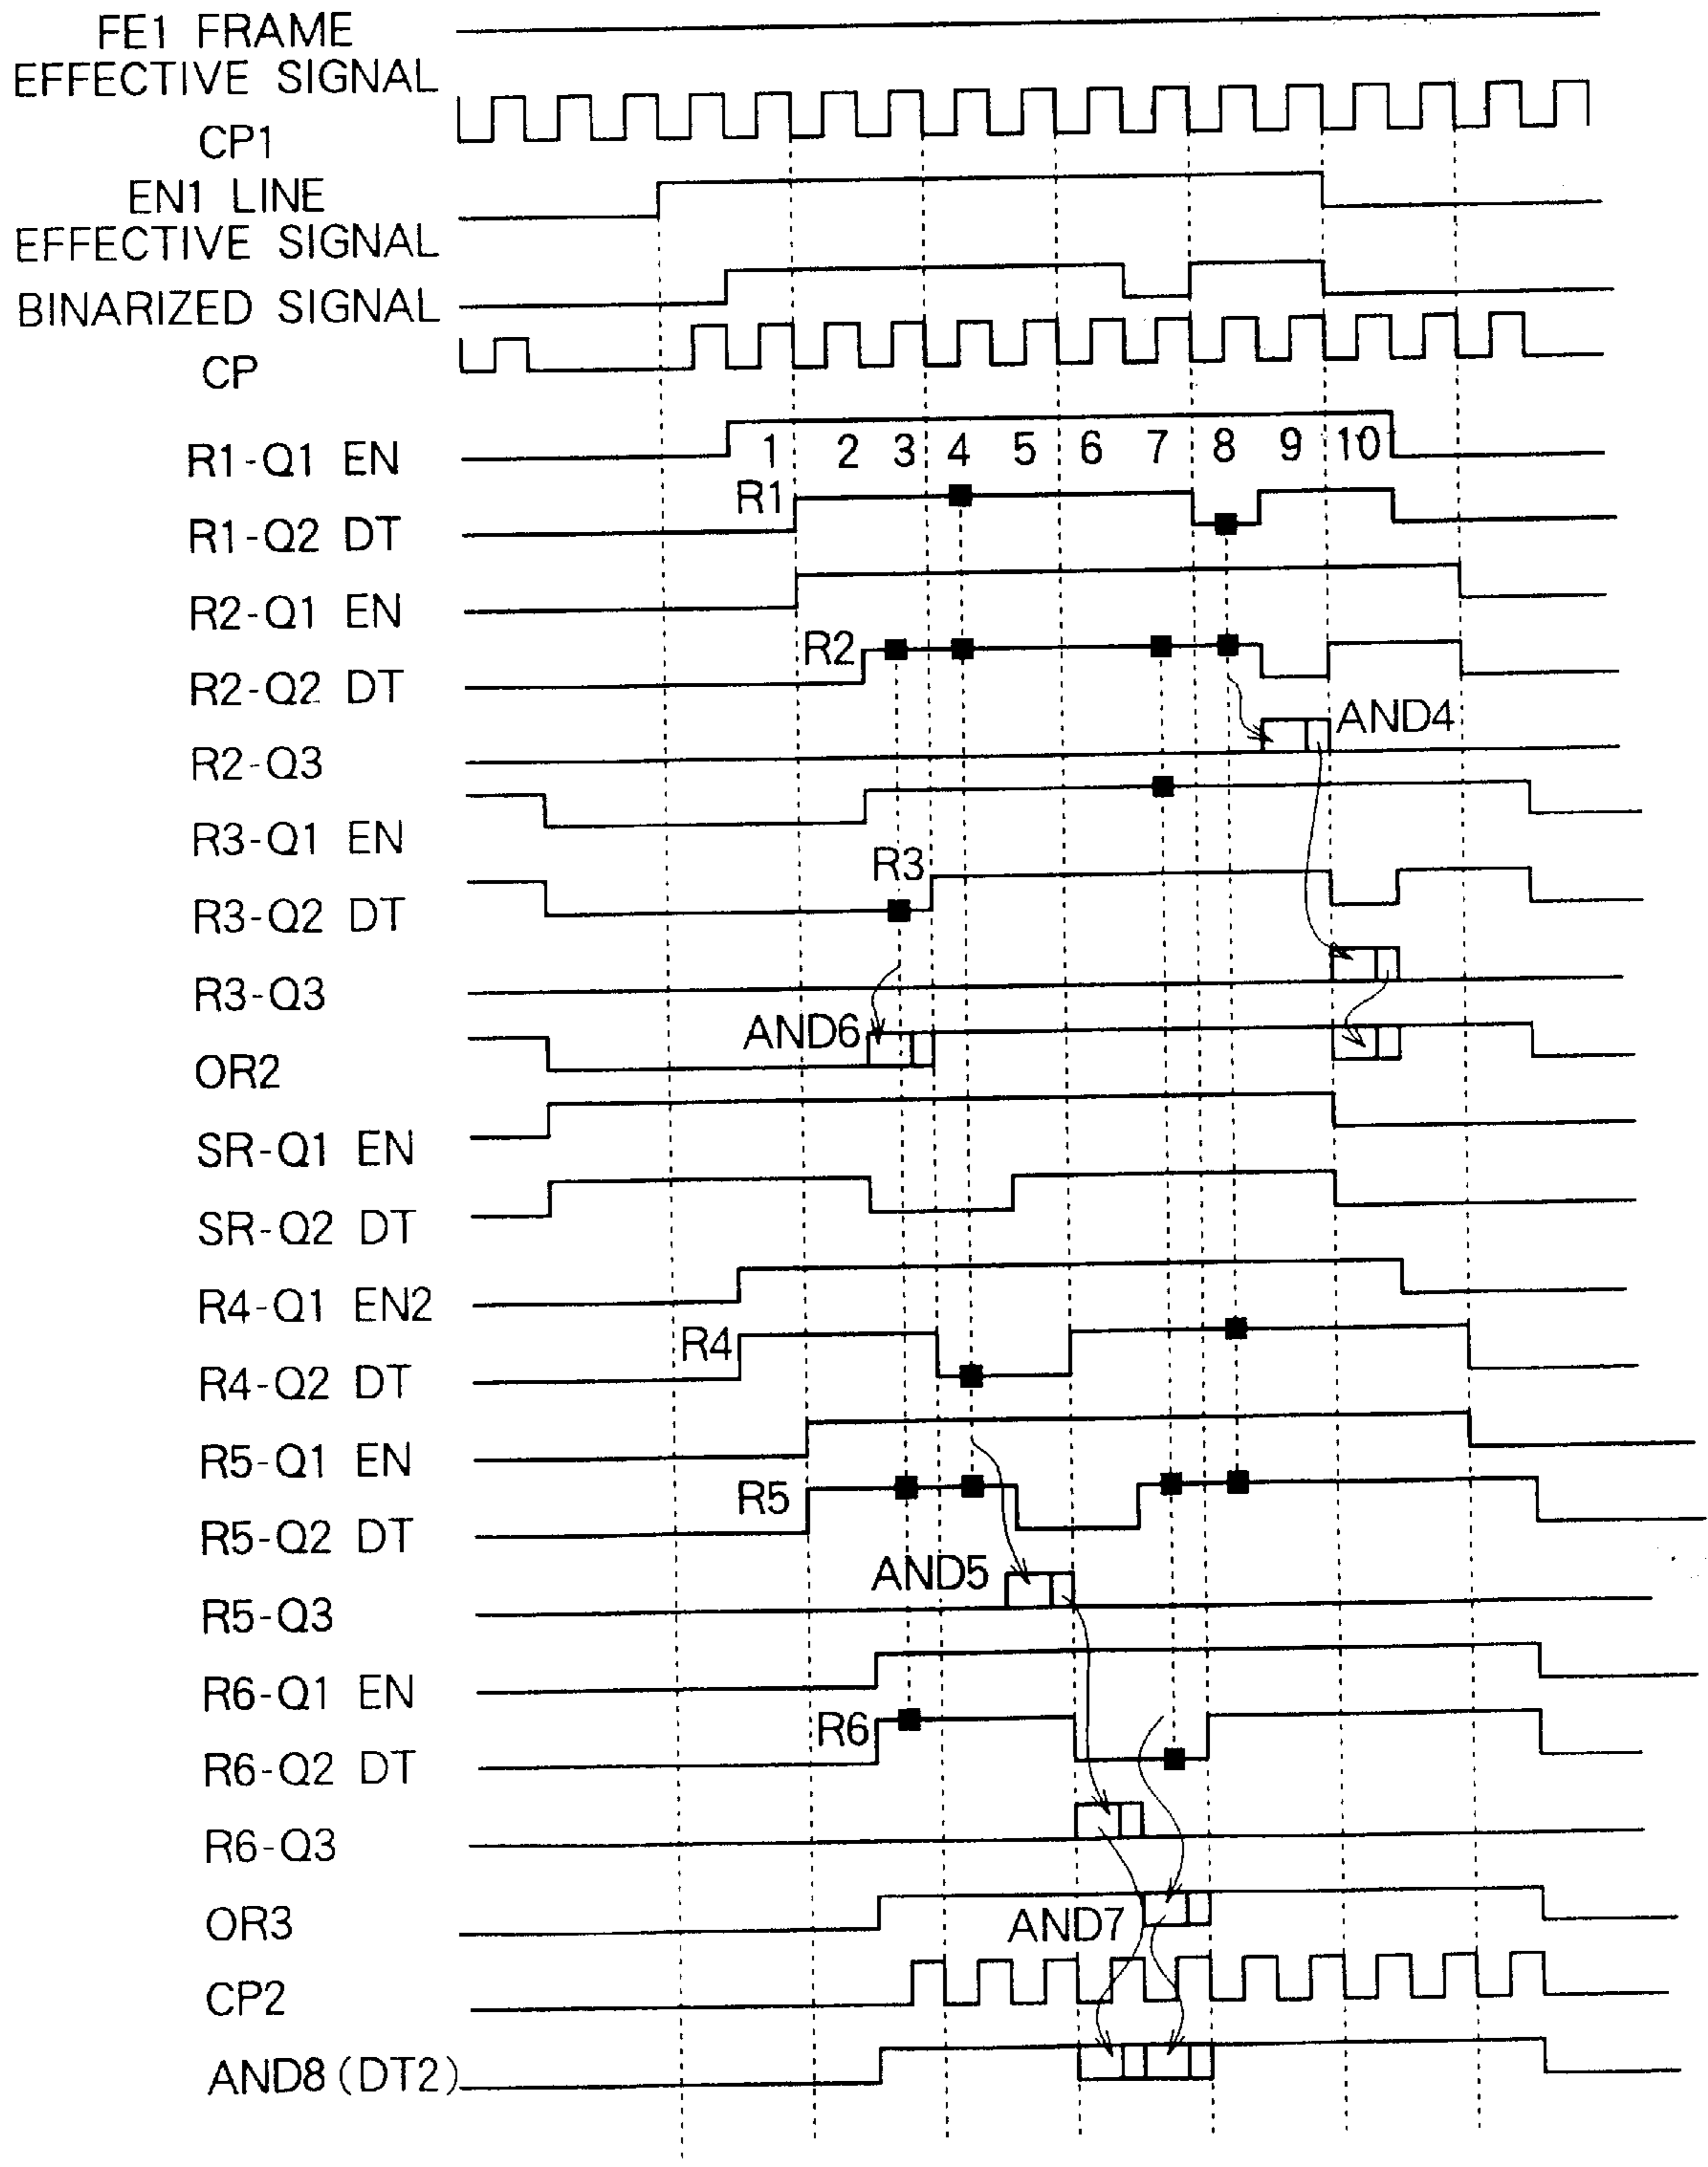 FE1 FRAME
EFFECTIVE SIGNAL
CP1
EN1 LINE
EFFECTIVE SIGNAL
BINARIZED SIGNAL
CP
R1-Q1 EN
1 2 3 4 5 6 7 8 9 10
R1
R1-Q2 DT
R2-Q1 EN
R2
R2-Q2 DT
AND4
R2-Q3
R3-Q1 EN
R3
R3-Q2 DT
R3-Q3
AND6
OR2
SR-Q1 EN
SR-Q2 DT
R4-Q1 EN2
R4
R4-Q2 DT
R5-Q1 EN
R5
R5-Q2 DT
AND5
R5-Q3
R6-Q1 EN
R6
R6-Q2 DT
R6-Q3
OR3
AND7
CP2
AND8 (DT2)